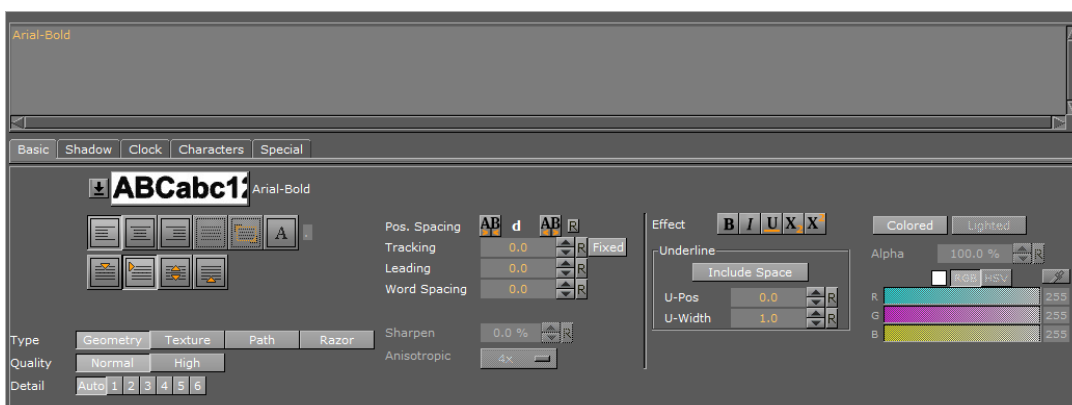 Arial-Bold
Basic Shadow Clock Characters Special
ABCabc12 Arial-Bold
A
Pos. Spacing AB d AB R
Tracking 0.0 R Fixed
Leading 0.0 R
Word Spacing 0.0 R
Sharpen 0.0 % R
Anisotropic 4x
Effect B I U X2 X2
Underline
Include Space
U-Pos 0.0 R
U-Width 1.0 R
Colored Lighted
Alpha 100.0 % R
RGB HSV
R 255
G 255
B 255
Type Geometry Texture Path Razor
Quality Normal High
Detail Auto 1 2 3 4 5 6